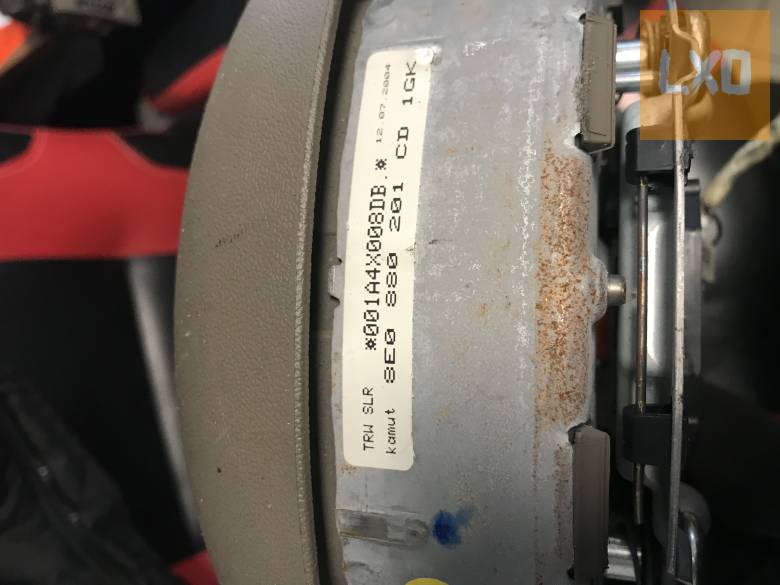 TRW SLR *001A4X008DB.* 12.07.2004
kamut 8E0 880 201 CD 1GK
LXO